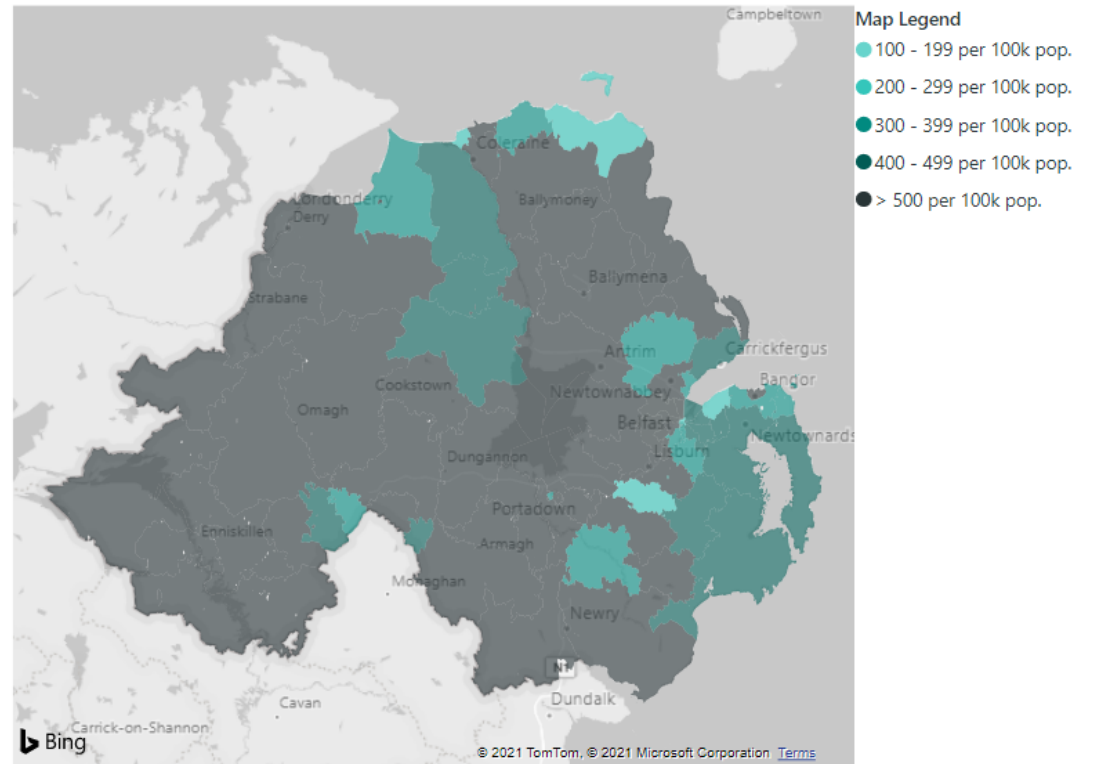 Campbeltown
Map Legend
100 - 199 per 100k pop.
200 - 299 per 100k pop.
300 - 399 per 100k pop.
400 - 499 per 100k pop.
> 500 per 100k pop.
Coleraine
Londonderry
Derry
Ballymoney
Ballymena
Strabane
Antrim
Carrickfergus
Bangor
Cookstown
Newtownabbey
Omagh
Belfast
Newtownards
Lisburn
Dungannon
Portadown
Enniskillen
Armagh
Monaghan
Newry
N1
Cavan
Dundalk
Carrick-on-Shannon
Bing
© 2021 TomTom, © 2021 Microsoft Corporation Terms